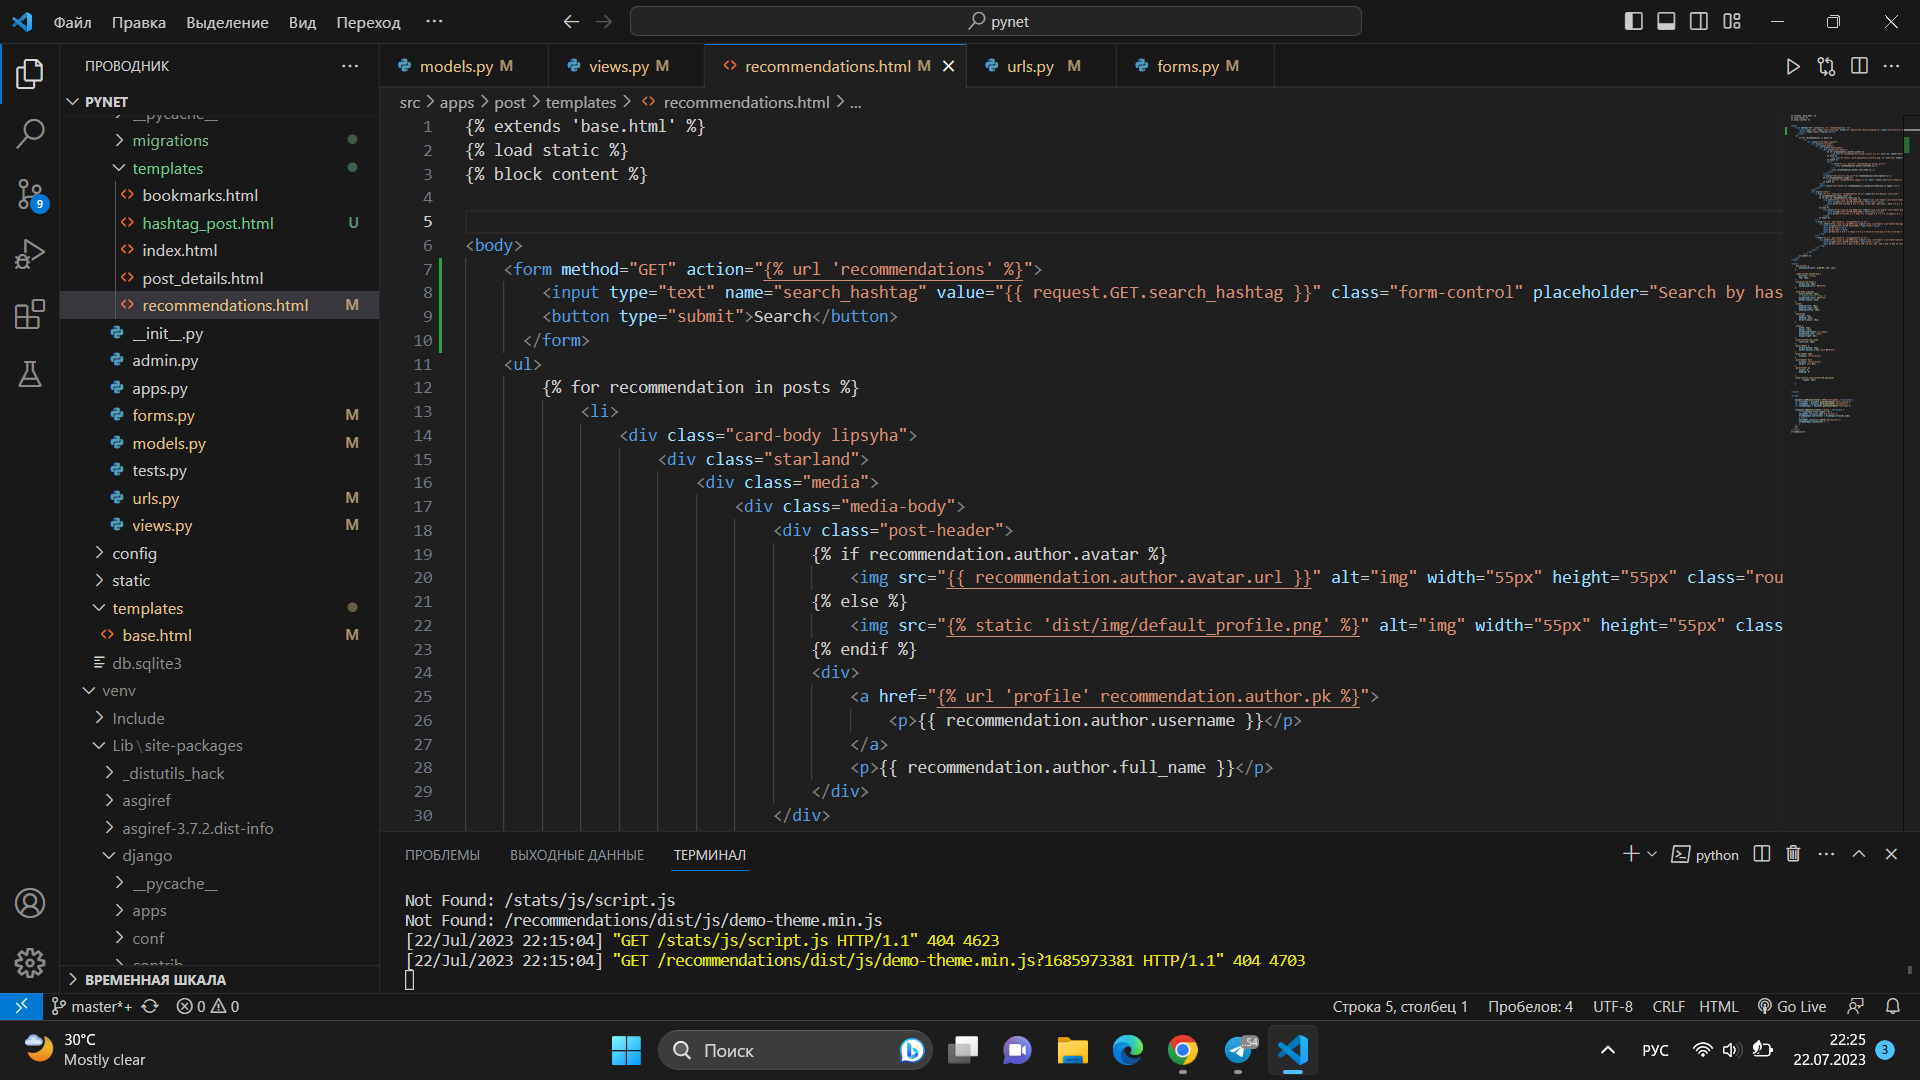 Файл Правка Выделение Вид Переход ··· pynet
ПРОВОДНИК ···
PYNET
__pycache__
migrations
templates
bookmarks.html
hashtag_post.html U
index.html
post_details.html
recommendations.html M
__init__.py
admin.py
apps.py
forms.py M
models.py M
tests.py
urls.py M
views.py M
config
static
templates
base.html M
db.sqlite3
venv
Include
Lib\site-packages
_distutils_hack
asgiref
asgiref-3.7.2.dist-info
django
__pycache__
apps
conf
contrib
ВРЕМЕННАЯ ШКАЛА
9
models.py M views.py M recommendations.html M urls.py M forms.py M
src > apps > post > templates > recommendations.html > ...
1 {% extends 'base.html' %}
2 {% load static %}
3 {% block content %}
4
5
6 <body>
7 <form method="GET" action="{% url 'recommendations' %}">
8 <input type="text" name="search_hashtag" value="{{ request.GET.search_hashtag }}" class="form-control" placeholder="Search by has
9 <button type="submit">Search</button>
10 </form>
11 <ul>
12 {% for recommendation in posts %}
13 <li>
14 <div class="card-body lipsyha">
15 <div class="starland">
16 <div class="media">
17 <div class="media-body">
18 <div class="post-header">
19 {% if recommendation.author.avatar %}
20 <img src="{{ recommendation.author.avatar.url }}" alt="img" width="55px" height="55px" class="rou
21 {% else %}
22 <img src="{% static 'dist/img/default_profile.png' %}" alt="img" width="55px" height="55px" class
23 {% endif %}
24 <div>
25 <a href="{% url 'profile' recommendation.author.pk %}">
26 <p>{{ recommendation.author.username }}</p>
27 </a>
28 <p>{{ recommendation.author.full_name }}</p>
29 </div>
30 </div>
ПРОБЛЕМЫ ВЫХОДНЫЕ ДАННЫЕ ТЕРМИНАЛ python
Not Found: /stats/js/script.js
Not Found: /recommendations/dist/js/demo-theme.min.js
[22/Jul/2023 22:15:04] "GET /stats/js/script.js HTTP/1.1" 404 4623
[22/Jul/2023 22:15:04] "GET /recommendations/dist/js/demo-theme.min.js?1685973381 HTTP/1.1" 404 4703
master*+ 0 0 Строка 5, столбец 1 Пробелов: 4 UTF-8 CRLF HTML Go Live
30°C
Mostly clear
Поиск
54
РУС
22:25
22.07.2023
3